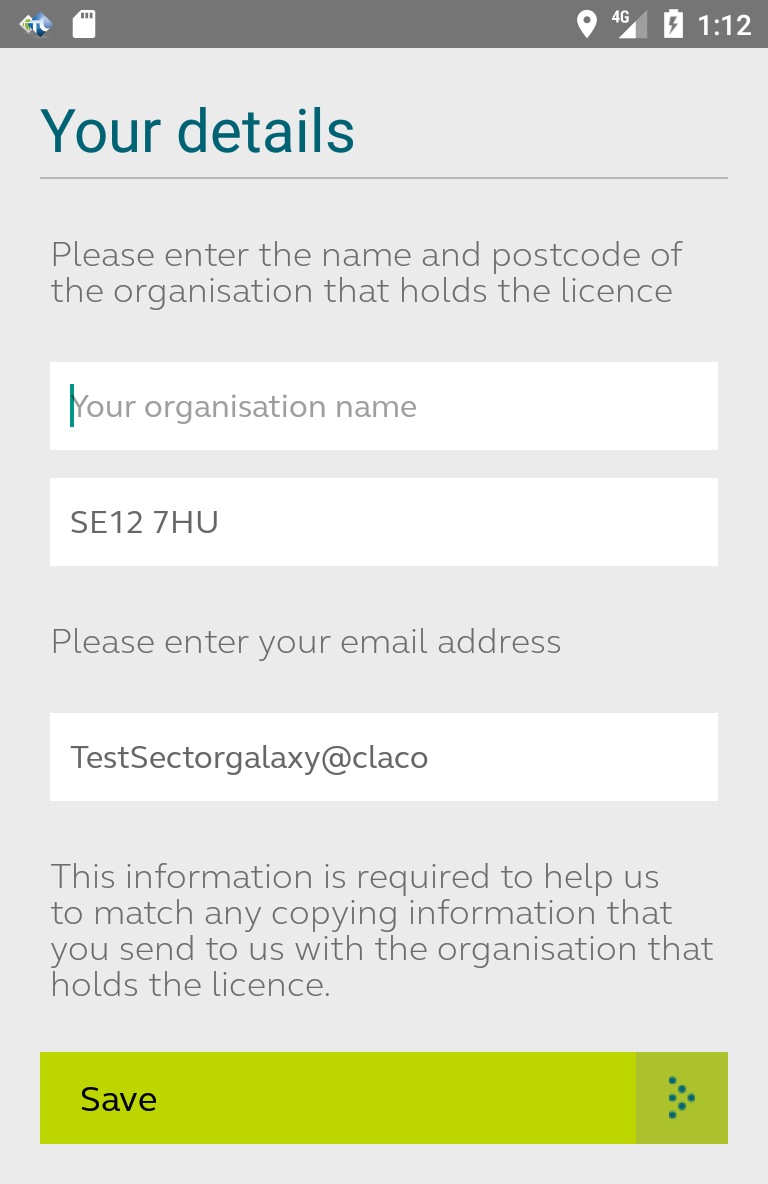 4G 1:12
Your details
Please enter the name and postcode of
the organisation that holds the licence
Your organisation name
SE12 7HU
Please enter your email address
TestSectorgalaxy@claco
This information is required to help us
to match any copying information that
you send to us with the organisation that
holds the licence.
Save